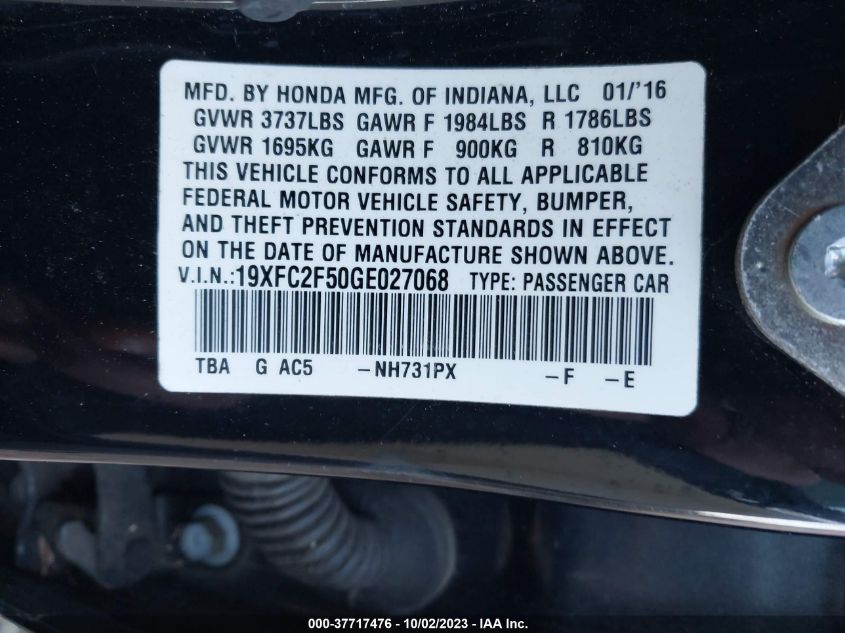 MFD. BY HONDA MFG. OF INDIANA, LLC 01/'16
GVWR 3737LBS GAWR F 1984LBS R 1786LBS
GVWR 1695KG GAWR F 900KG R 810KG
THIS VEHICLE CONFORMS TO ALL APPLICABLE
FEDERAL MOTOR VEHICLE SAFETY, BUMPER,
AND THEFT PREVENTION STANDARDS IN EFFECT
ON THE DATE OF MANUFACTURE SHOWN ABOVE.
V.I.N.:19XFC2F50GE027068 TYPE: PASSENGER CAR
TBA G AC5 -NH731PX -F -E
000-37717476 - 10/02/2023 - IAA Inc.